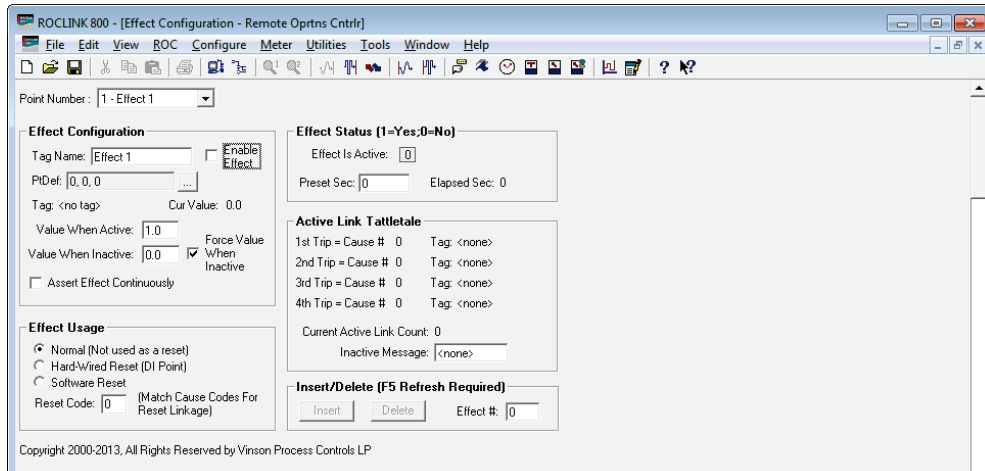 ROCLINK 800 - [Effect Configuration - Remote Oprtns Cntrlr]
File Edit View ROC Configure Meter Utilities Tools Window Help
Point Number : 1 - Effect 1
Effect Configuration
Tag Name: Effect 1
Enable Effect
PtDef: 0, 0, 0 ...
Tag: <no tag> Cur Value: 0.0
Value When Active: 1.0
Value When Inactive: 0.0
Force Value When Inactive
Assert Effect Continuously
Effect Usage
Normal (Not used as a reset)
Hard-Wired Reset (DI Point)
Software Reset
Reset Code: 0 (Match Cause Codes For Reset Linkage)
Effect Status (1=Yes;0=No)
Effect Is Active: 0
Preset Sec: 0 Elapsed Sec: 0
Active Link Tattletale
1st Trip = Cause # 0 Tag: <none>
2nd Trip = Cause # 0 Tag: <none>
3rd Trip = Cause # 0 Tag: <none>
4th Trip = Cause # 0 Tag: <none>
Current Active Link Count: 0
Inactive Message: <none>
Insert/Delete (F5 Refresh Required)
Insert Delete Effect #: 0
Copyright 2000-2013, All Rights Reserved by Vinson Process Controls LP